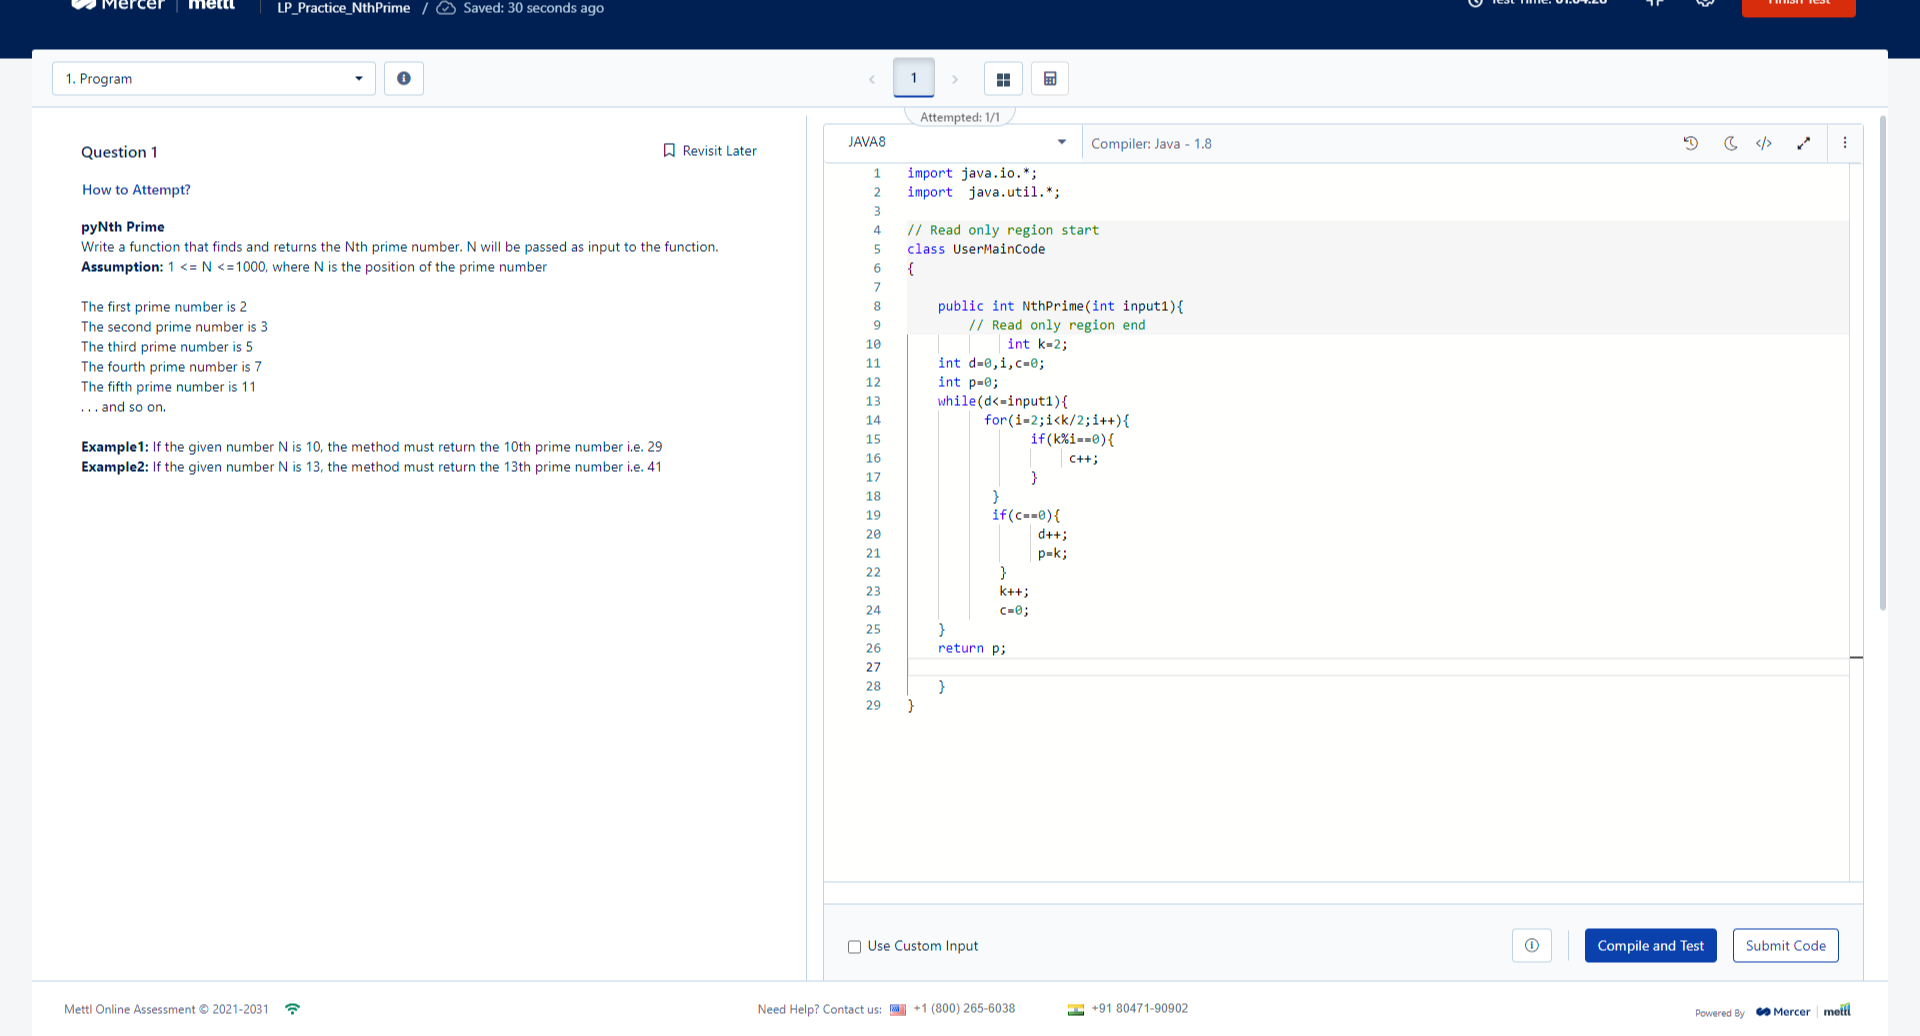 Mercer | mettl LP_Practice_NthPrime / Saved: 30 seconds ago Test Time: 01:04:28 Finish Test
1. Program
1
Attempted: 1/1
Question 1
Revisit Later
How to Attempt?
pyNth Prime
Write a function that finds and returns the Nth prime number. N will be passed as input to the function.
Assumption: 1 <= N <=1000, where N is the position of the prime number
The first prime number is 2
The second prime number is 3
The third prime number is 5
The fourth prime number is 7
The fifth prime number is 11
. . . and so on.
Example1: If the given number N is 10, the method must return the 10th prime number i.e. 29
Example2: If the given number N is 13, the method must return the 13th prime number i.e. 41
JAVA8
Compiler: Java - 1.8
1 import java.io.*;
2 import  java.util.*;
3
4 // Read only region start
5 class UserMainCode
6 {
7
8 public int NthPrime(int input1){
9 // Read only region end
10 int k=2;
11 int d=0,i,c=0;
12 int p=0;
13 while(d<=input1){
14 for(i=2;i<k/2;i++){
15 if(k%i==0){
16 c++;
17 }
18 }
19 if(c==0){
20 d++;
21 p=k;
22 }
23 k++;
24 c=0;
25 }
26 return p;
27
28 }
29 }
Use Custom Input
Compile and Test
Submit Code
Mettl Online Assessment © 2021-2031
Need Help? Contact us: +1 (800) 265-6038 +91 80471-90902
Powered By Mercer | mettl